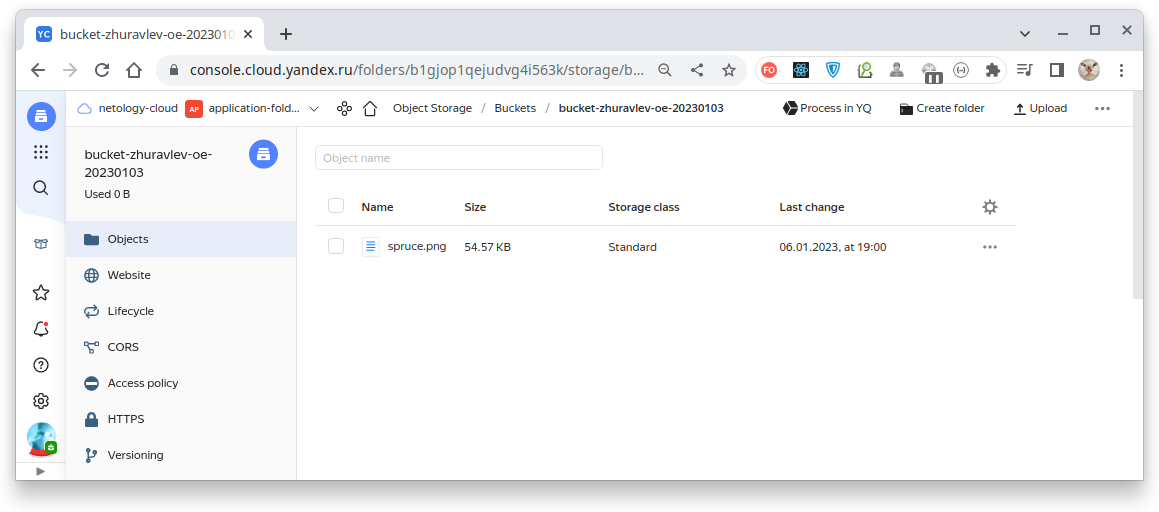 YC bucket-zhuravlev-oe-2023010
console.cloud.yandex.ru/folders/b1gjop1qejudvg4i563k/storage/b...
FO
netology-cloud AP application-fold... Object Storage / Buckets / bucket-zhuravlev-oe-20230103 Process in YQ Create folder Upload
bucket-zhuravlev-oe-
20230103
Used 0 B
Objects
Website
Lifecycle
CORS
Access policy
HTTPS
Versioning
Object name
Name Size Storage class Last change
spruce.png 54.57 KB Standard 06.01.2023, at 19:00